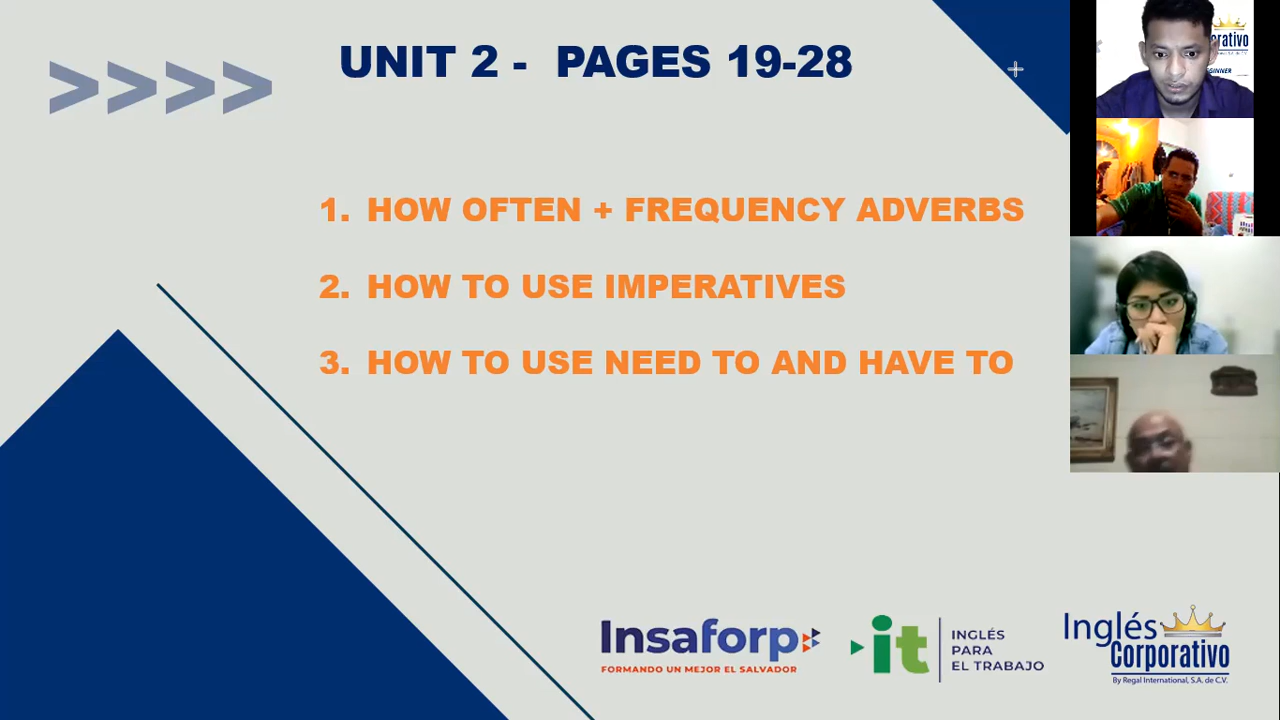 UNIT 2 - PAGES 19-28
1. HOW OFTEN + FREQUENCY ADVERBS
2. HOW TO USE IMPERATIVES
3. HOW TO USE NEED TO AND HAVE TO
Insaforp
FORMANDO UN MEJOR EL SALVADOR
it
INGLÉS
PARA
EL TRABAJO
Inglés
Corporativo
By Regal International, S.A. de C.V.